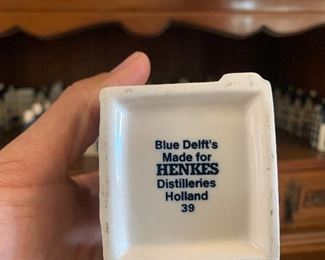 Blue Delft's
Made for
HENKES
Distilleries
Holland
39